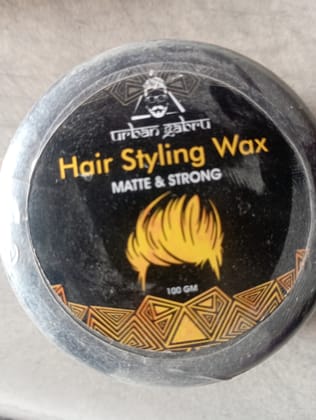 urban gabru
Hair Styling Wax
MATTE & STRONG
100 GM